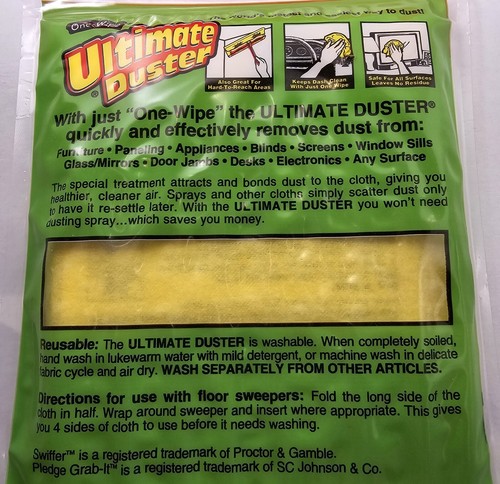 way to dust!
One-Wipe
Ultimate
Duster
Also Great For
Hard-To-Reach Areas
Keeps Dash Clean
With Just One Wipe
Safe For All Surfaces
Leaves No Residue
With just "One-Wipe" the ULTIMATE DUSTER®
quickly and effectively removes dust from:
Furniture • Paneling • Appliances • Blinds • Screens • Window Sills
Glass/Mirrors • Door Jambs • Desks • Electronics • Any Surface
The special treatment attracts and bonds dust to the cloth, giving you
healthier, cleaner air. Sprays and other cloths simply scatter dust only
to have it re-settle later. With the ULTIMATE DUSTER you won't need
dusting spray...which saves you money.
Reusable: The ULTIMATE DUSTER is washable. When completely soiled,
hand wash in lukewarm water with mild detergent, or machine wash in delicate
fabric cycle and air dry. WASH SEPARATELY FROM OTHER ARTICLES.
Directions for use with floor sweepers: Fold the long side of the
cloth in half. Wrap around sweeper and insert where appropriate. This gives
you 4 sides of cloth to use before it needs washing.
Swiffer™ is a registered trademark of Proctor & Gamble.
Pledge Grab-It™ is a registered trademark of SC Johnson & Co.